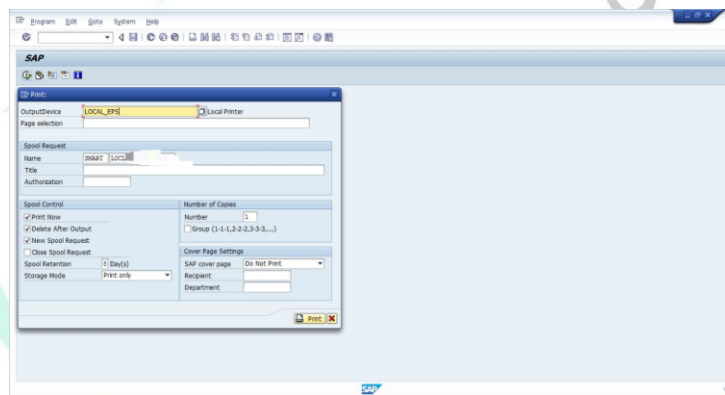 Program Edit Goto System Help
SAP
Print:
OutputDevice LOCAL_EPS Local Printer
Page selection
Spool Request
Name SMART LOCL
Title
Authorization
Spool Control
Print Now
Delete After Output
New Spool Request
Close Spool Request
Spool Retention 8 Day(s)
Storage Mode Print only
Number of Copies
Number 1
Group (1-1-1,2-2-2,3-3-3,...)
Cover Page Settings
SAP cover page Do Not Print
Recipient
Department
Print
SAP